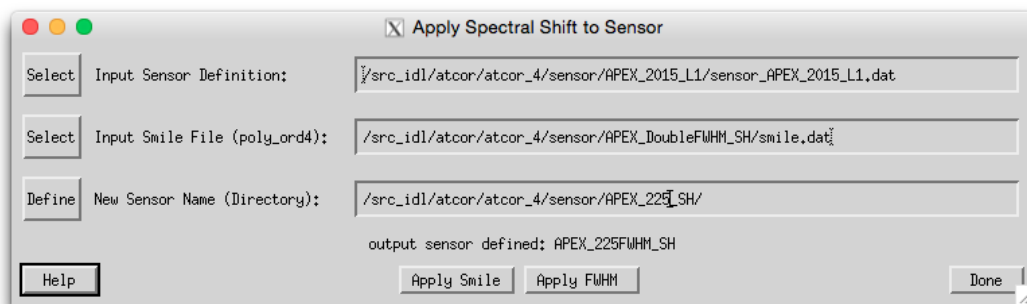 Apply Spectral Shift to Sensor
Select Input Sensor Definition: /src_idl/atcor/atcor_4/sensor/APEX_2015_L1/sensor_APEX_2015_L1.dat
Select Input Smile File (poly_ord4): /src_idl/atcor/atcor_4/sensor/APEX_DoubleFWHM_SH/smile.dat
Define New Sensor Name (Directory): /src_idl/atcor/atcor_4/sensor/APEX_225_SH/
output sensor defined: APEX_225FWHM_SH
Help Apply Smile Apply FWHM Done